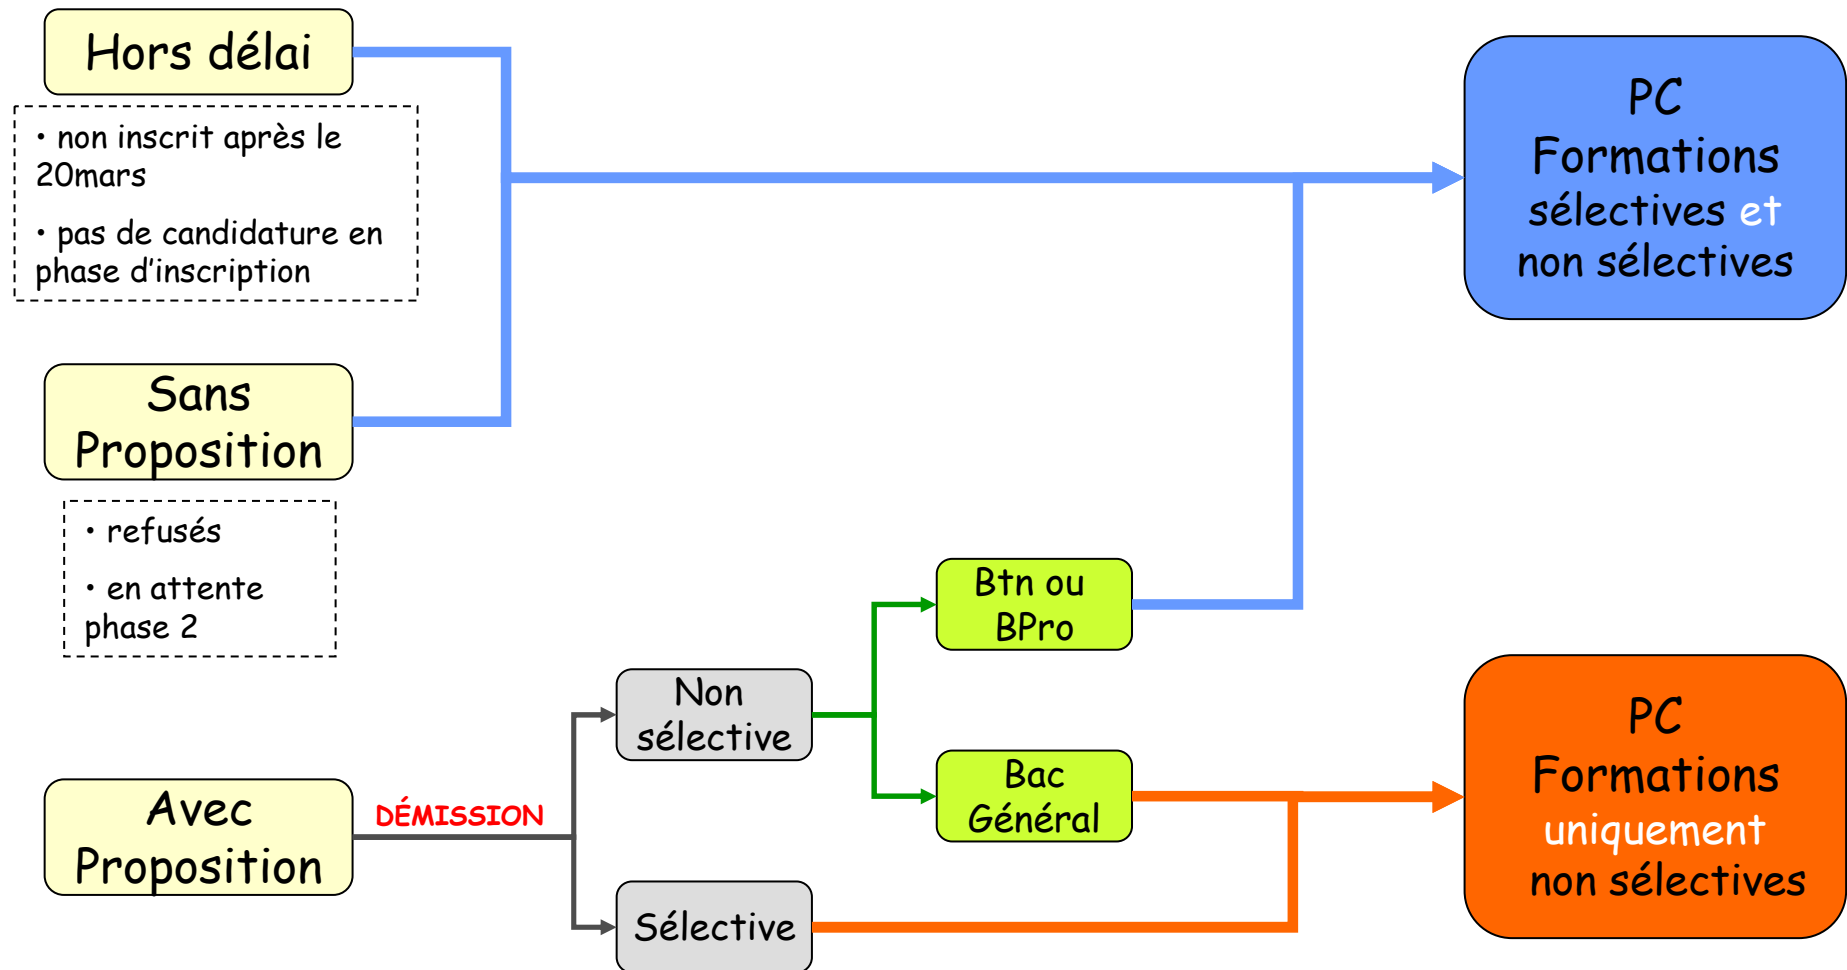 Hors délai
• non inscrit après le
20mars
• pas de candidature en
phase d'inscription
PC
Formations
sélectives et
non sélectives
Sans
Proposition
• refusés
• en attente
phase 2
Btn ou
BPro
Non
sélective
Bac
Général
Avec
Proposition
DÉMISSION
Sélective
PC
Formations
uniquement
non sélectives